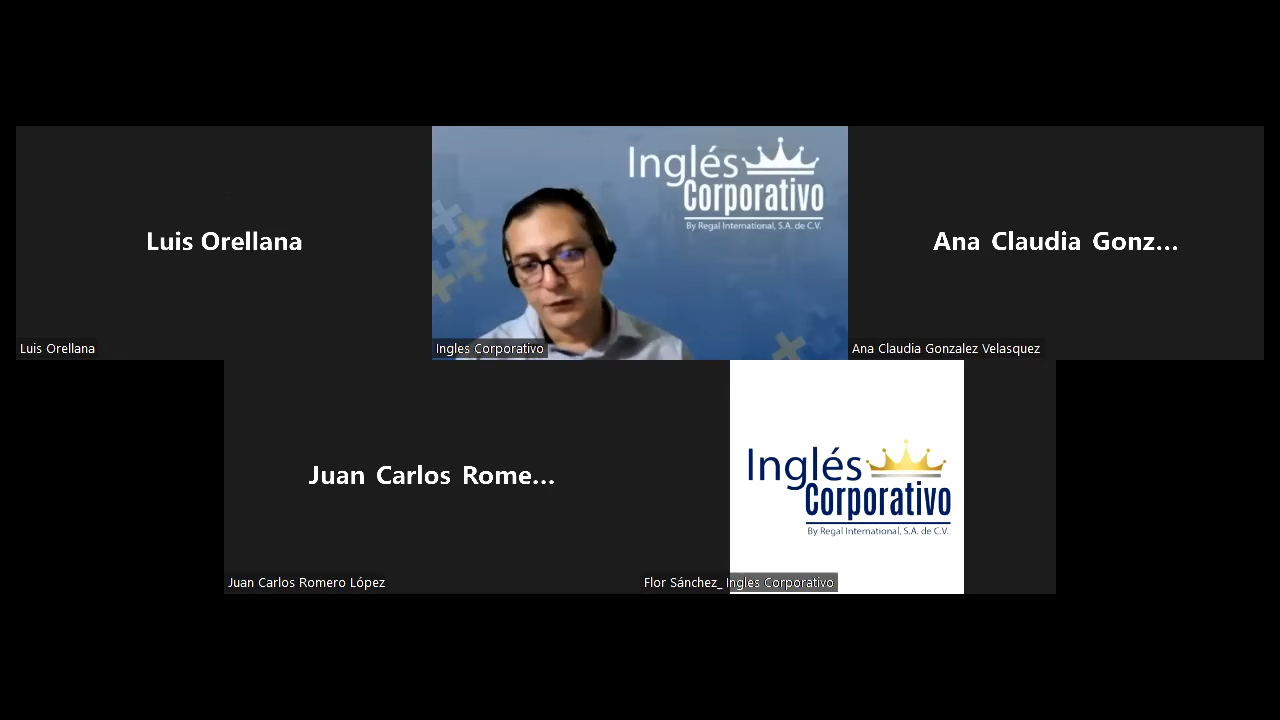 Luis Orellana
Luis Orellana
Inglés
Corporativo
By Regal International, S.A. de C.V.
Ingles Corporativo
Ana Claudia Gonz...
Ana Claudia Gonzalez Velasquez
Juan Carlos Rome...
Juan Carlos Romero López
Inglés
Corporativo
By Regal International, S.A. de C.V.
Flor Sánchez_ Ingles Corporativo